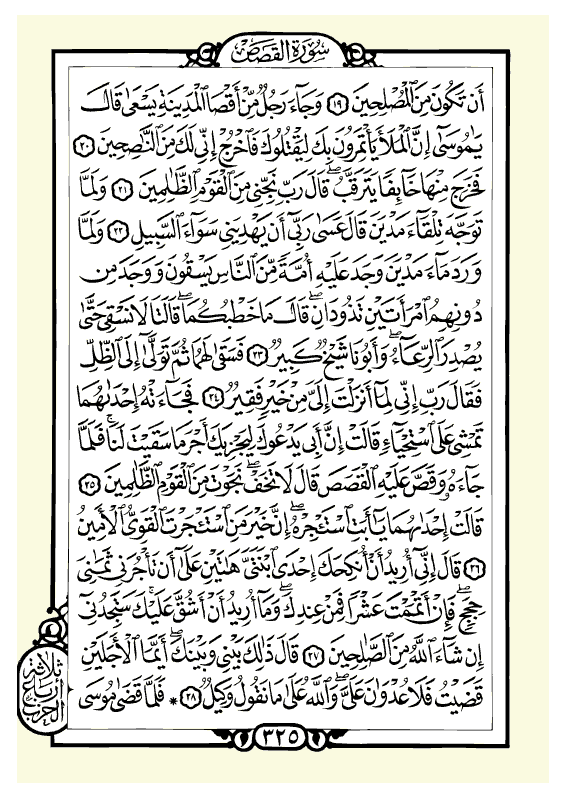 سُورَةُ القَصَصِ
أَن تَكُونَ مِنَ ٱلۡمُصۡلِحِينَ ١٩ وَجَآءَ رَجُلٞ مِّنۡ أَقۡصَا ٱلۡمَدِينَةِ يَسۡعَىٰ قَالَ
يَٰمُوسَىٰٓ إِنَّ ٱلۡمَلَأَ يَأۡتَمِرُونَ بِكَ لِيَقۡتُلُوكَ فَٱخۡرُجۡ إِنِّي لَكَ مِنَ ٱلنَّٰصِحِينَ ٢٠
فَخَرَجَ مِنۡهَا خَآئِفٗا يَتَرَقَّبُۖ قَالَ رَبِّ نَجِّنِي مِنَ ٱلۡقَوۡمِ ٱلظَّٰلِمِينَ ٢١ وَلَمَّا
تَوَجَّهَ تِلۡقَآءَ مَدۡيَنَ قَالَ عَسَىٰ رَبِّيٓ أَن يَهۡدِيَنِي سَوَآءَ ٱلسَّبِيلِ ٢٢ وَلَمَّا
وَرَدَ مَآءَ مَدۡيَنَ وَجَدَ عَلَيۡهِ أُمَّةٗ مِّنَ ٱلنَّاسِ يَسۡقُونَ وَوَجَدَ مِن
دُونِهِمُ ٱمۡرَأَتَيۡنِ تَذُودَانِۖ قَالَ مَا خَطۡبُكُمَاۖ قَالَتَا لَا نَسۡقِي حَتَّىٰ
يُصۡدِرَ ٱلرِّعَآءُۖ وَأَبُونَا شَيۡخٞ كَبِيرٞ ٢٣ فَسَقَىٰ لَهُمَا ثُمَّ تَوَلَّىٰٓ إِلَى ٱلظِّلِّ
فَقَالَ رَبِّ إِنِّي لِمَآ أَنزَلۡتَ إِلَيَّ مِنۡ خَيۡرٖ فَقِيرٞ ٢٤ فَجَآءَتۡهُ إِحۡدَىٰهُمَا
تَمۡشِي عَلَى ٱسۡتِحۡيَآءٖ قَالَتۡ إِنَّ أَبِي يَدۡعُوكَ لِيَجۡزِيَكَ أَجۡرَ مَا سَقَيۡتَ لَنَاۚ فَلَمَّا
جَآءَهُۥ وَقَصَّ عَلَيۡهِ ٱلۡقَصَصَ قَالَ لَا تَخَفۡۖ نَجَوۡتَ مِنَ ٱلۡقَوۡمِ ٱلظَّٰلِمِينَ ٢٥
قَالَتۡ إِحۡدَىٰهُمَا يَٰٓأَبَتِ ٱسۡتَـٔۡجِرۡهُۖ إِنَّ خَيۡرَ مَنِ ٱسۡتَـٔۡجَرۡتَ ٱلۡقَوِيُّ ٱلۡأَمِينُ
٢٦ قَالَ إِنِّيٓ أُرِيدُ أَنۡ أُنكِحَكَ إِحۡدَى ٱبۡنَتَيَّ هَٰتَيۡنِ عَلَىٰٓ أَن تَأۡجُرَنِي ثَمَٰنِيَ
حِجَجٖۖ فَإِنۡ أَتۡمَمۡتَ عَشۡرٗا فَمِنۡ عِندِكَۖ وَمَآ أُرِيدُ أَنۡ أَشُقَّ عَلَيۡكَۚ سَتَجِدُنِيٓ
إِن شَآءَ ٱللَّهُ مِنَ ٱلصَّٰلِحِينَ ٢٧ قَالَ ذَٰلِكَ بَيۡنِي وَبَيۡنَكَۖ أَيَّمَا ٱلۡأَجَلَيۡنِ
قَضَيۡتُ فَلَا عُدۡوَٰنَ عَلَيَّۖ وَٱللَّهُ عَلَىٰ مَا نَقُولُ وَكِيلٞ ٢٨ * فَلَمَّا قَضَىٰ مُوسَى
ثلاثة
أرباع
الحزب
٣٢٥